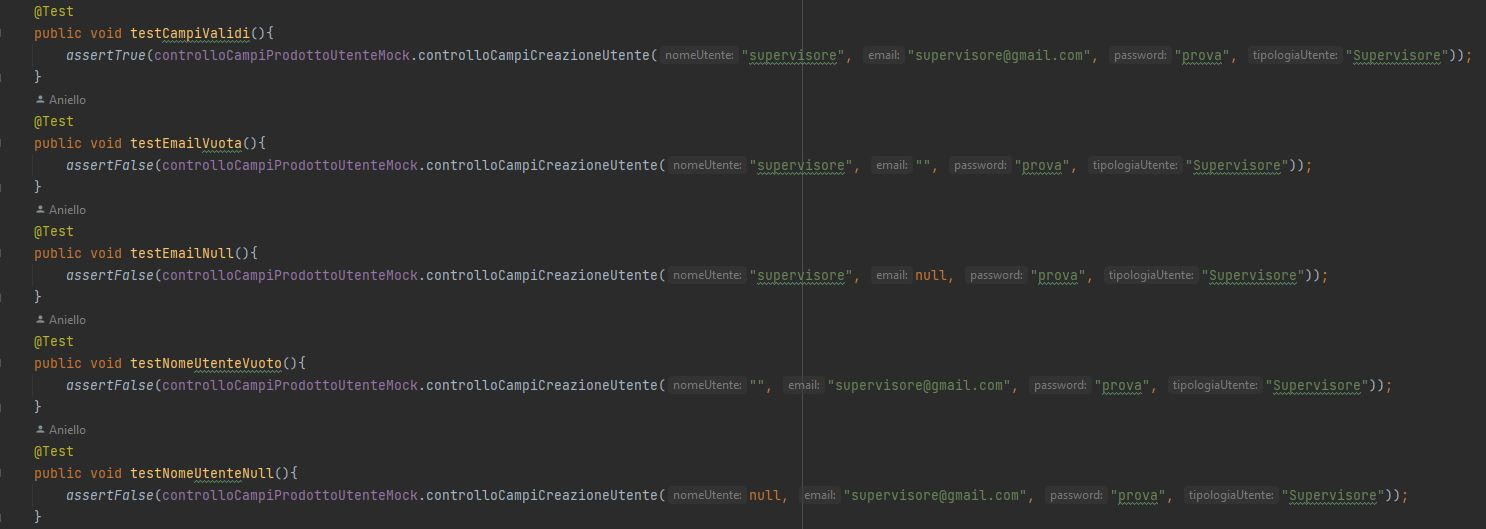 @Test
public void testCampiValidi(){
assertTrue(controlloCampiProdottoUtenteMock.controlloCampiCreazioneUtente( nomeUtente: "supervisore", email: "supervisore@gmail.com", password: "prova", tipologiaUtente: "Supervisore"));
}
Aniello
@Test
public void testEmailVuota(){
assertFalse(controlloCampiProdottoUtenteMock.controlloCampiCreazioneUtente( nomeUtente: "supervisore", email: "", password: "prova", tipologiaUtente: "Supervisore"));
}
Aniello
@Test
public void testEmailNull(){
assertFalse(controlloCampiProdottoUtenteMock.controlloCampiCreazioneUtente( nomeUtente: "supervisore", email: null, password: "prova", tipologiaUtente: "Supervisore"));
}
Aniello
@Test
public void testNomeUtenteVuoto(){
assertFalse(controlloCampiProdottoUtenteMock.controlloCampiCreazioneUtente( nomeUtente: "", email: "supervisore@gmail.com", password: "prova", tipologiaUtente: "Supervisore"));
}
Aniello
@Test
public void testNomeUtenteNull(){
assertFalse(controlloCampiProdottoUtenteMock.controlloCampiCreazioneUtente( nomeUtente: null, email: "supervisore@gmail.com", password: "prova", tipologiaUtente: "Supervisore"));
}